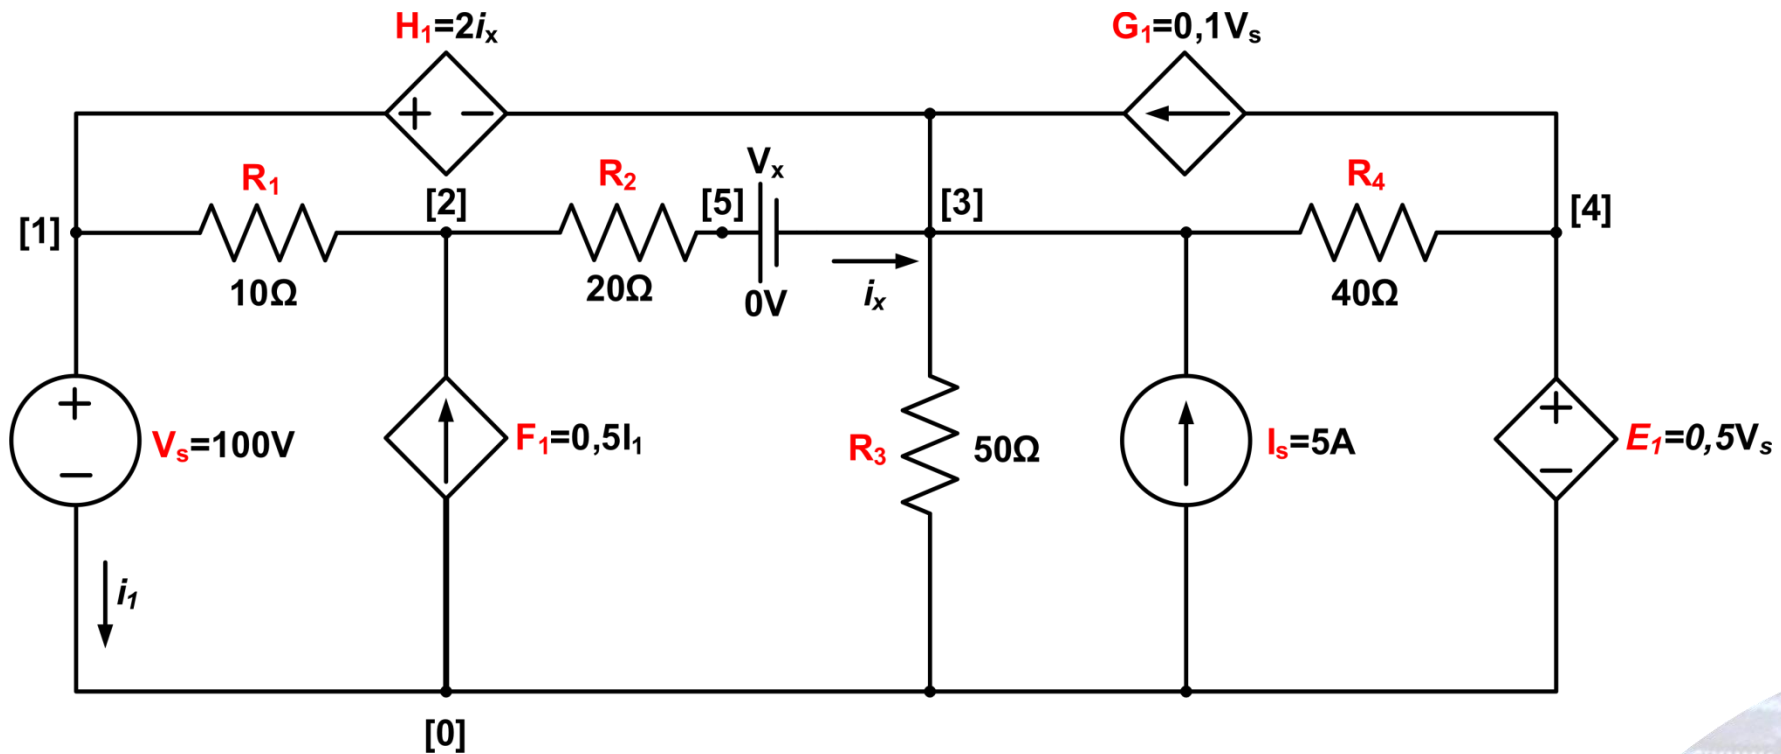 H₁=2iₓ
G₁=0,1Vₛ
Vₓ
R₁
R₂
R₄
[1]
[2]
[5]
[3]
[4]
10Ω
20Ω
0V
iₓ
40Ω
Vₛ=100V
F₁=0,5I₁
R₃
50Ω
Iₛ=5A
E₁=0,5Vₛ
+
−
+
−
+
−
i₁
[0]